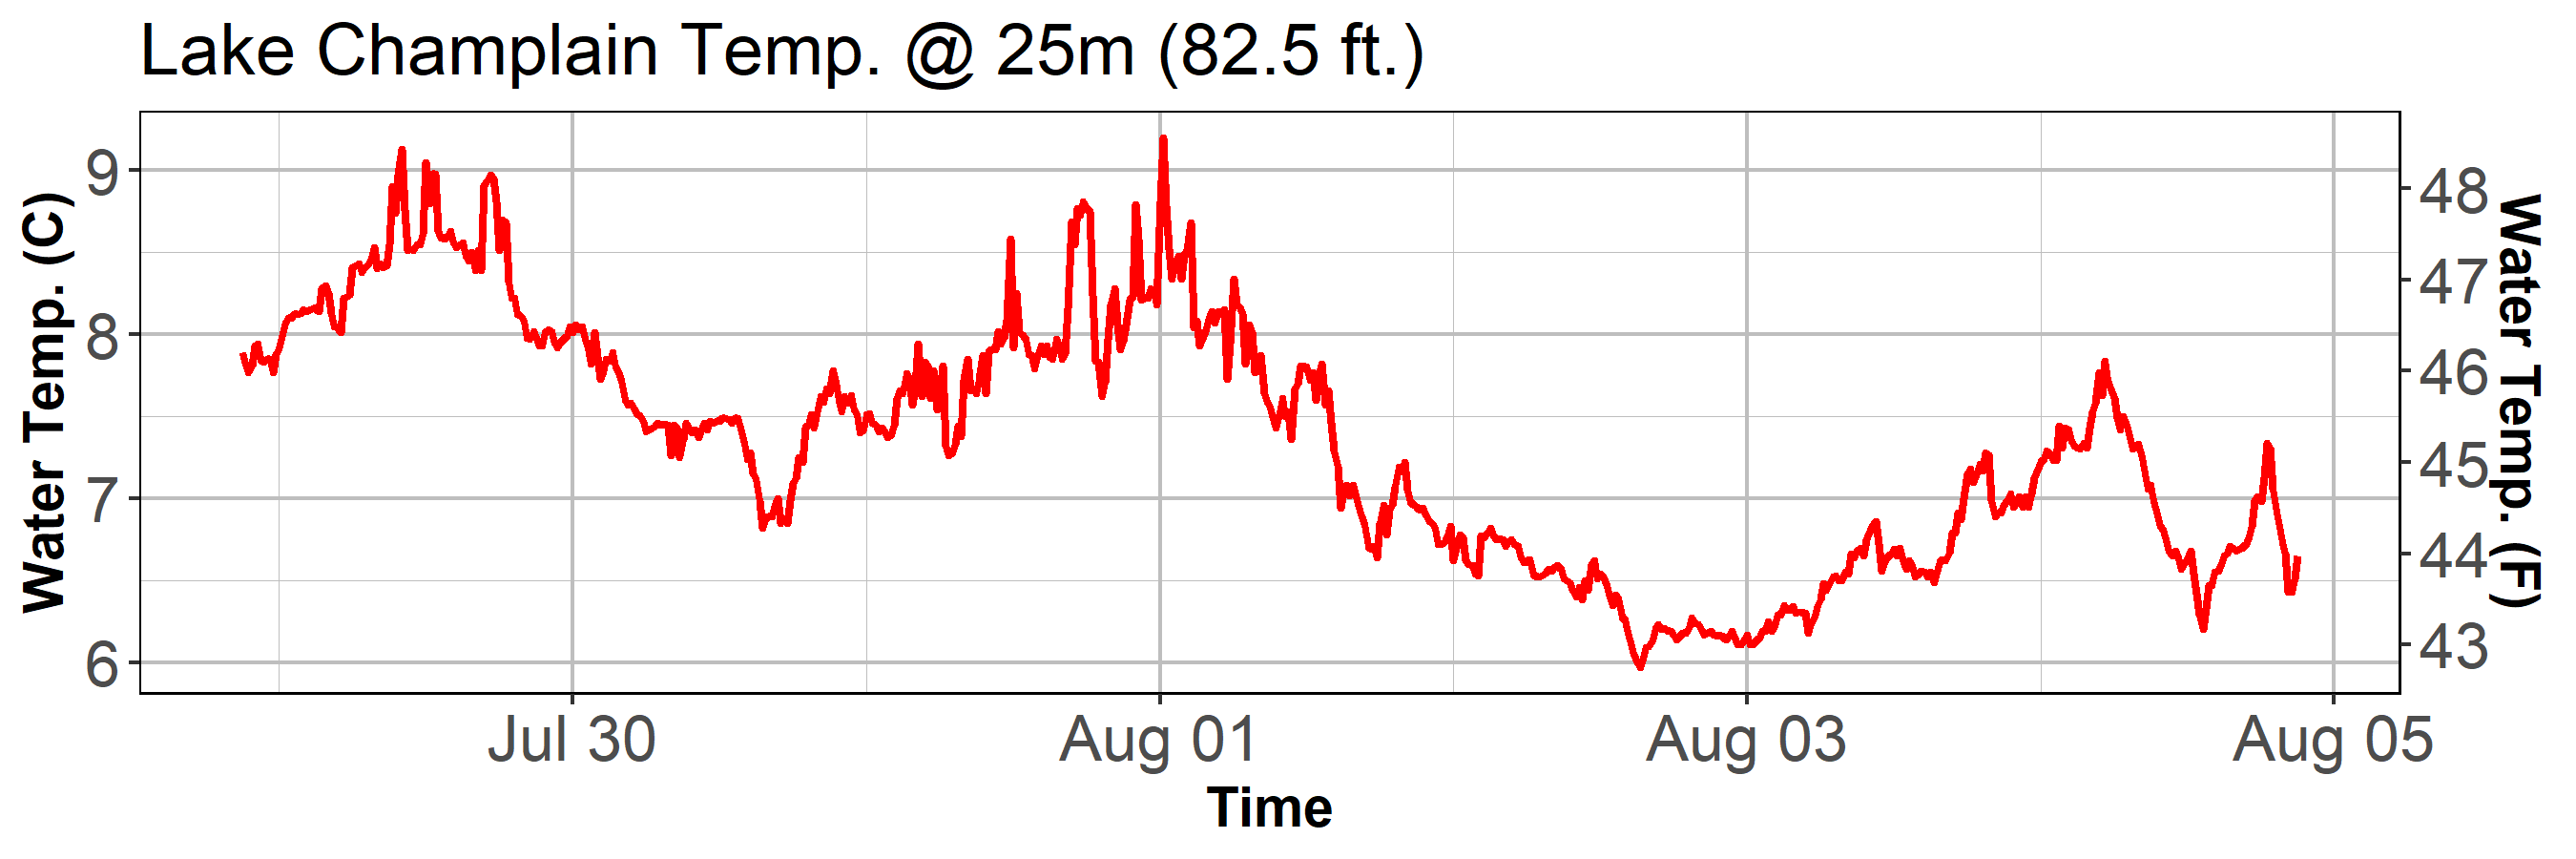 Lake Champlain Temp. @ 25m (82.5 ft.)
Water Temp. (C)
9
8
7
6
48
47
46
45
44
43
Water Temp. (F)
Jul 30
Aug 01
Aug 03
Aug 05
Time